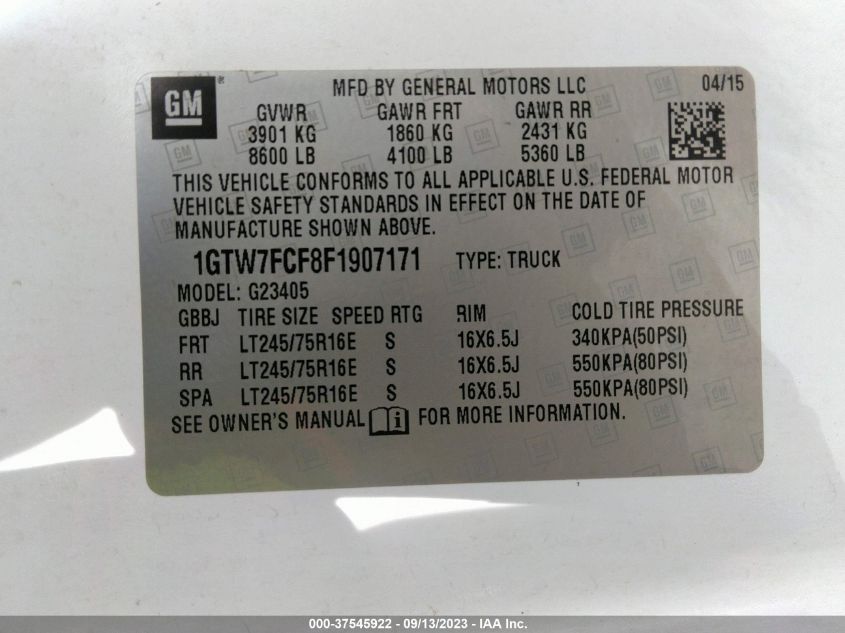 GM ® MFD BY GENERAL MOTORS LLC 04/15
GVWR GAWR FRT GAWR RR
3901 KG 1860 KG 2431 KG
8600 LB 4100 LB 5360 LB
THIS VEHICLE CONFORMS TO ALL APPLICABLE U.S. FEDERAL MOTOR
VEHICLE SAFETY STANDARDS IN EFFECT ON THE DATE OF
MANUFACTURE SHOWN ABOVE.
1GTW7FCF8F1907171 TYPE: TRUCK
MODEL: G23405
GBBJ TIRE SIZE SPEED RTG RIM COLD TIRE PRESSURE
FRT LT245/75R16E S 16X6.5J 340KPA(50PSI)
RR LT245/75R16E S 16X6.5J 550KPA(80PSI)
SPA LT245/75R16E S 16X6.5J 550KPA(80PSI)
SEE OWNER'S MANUAL i FOR MORE INFORMATION.
000-37545922 - 09/13/2023 - IAA Inc.